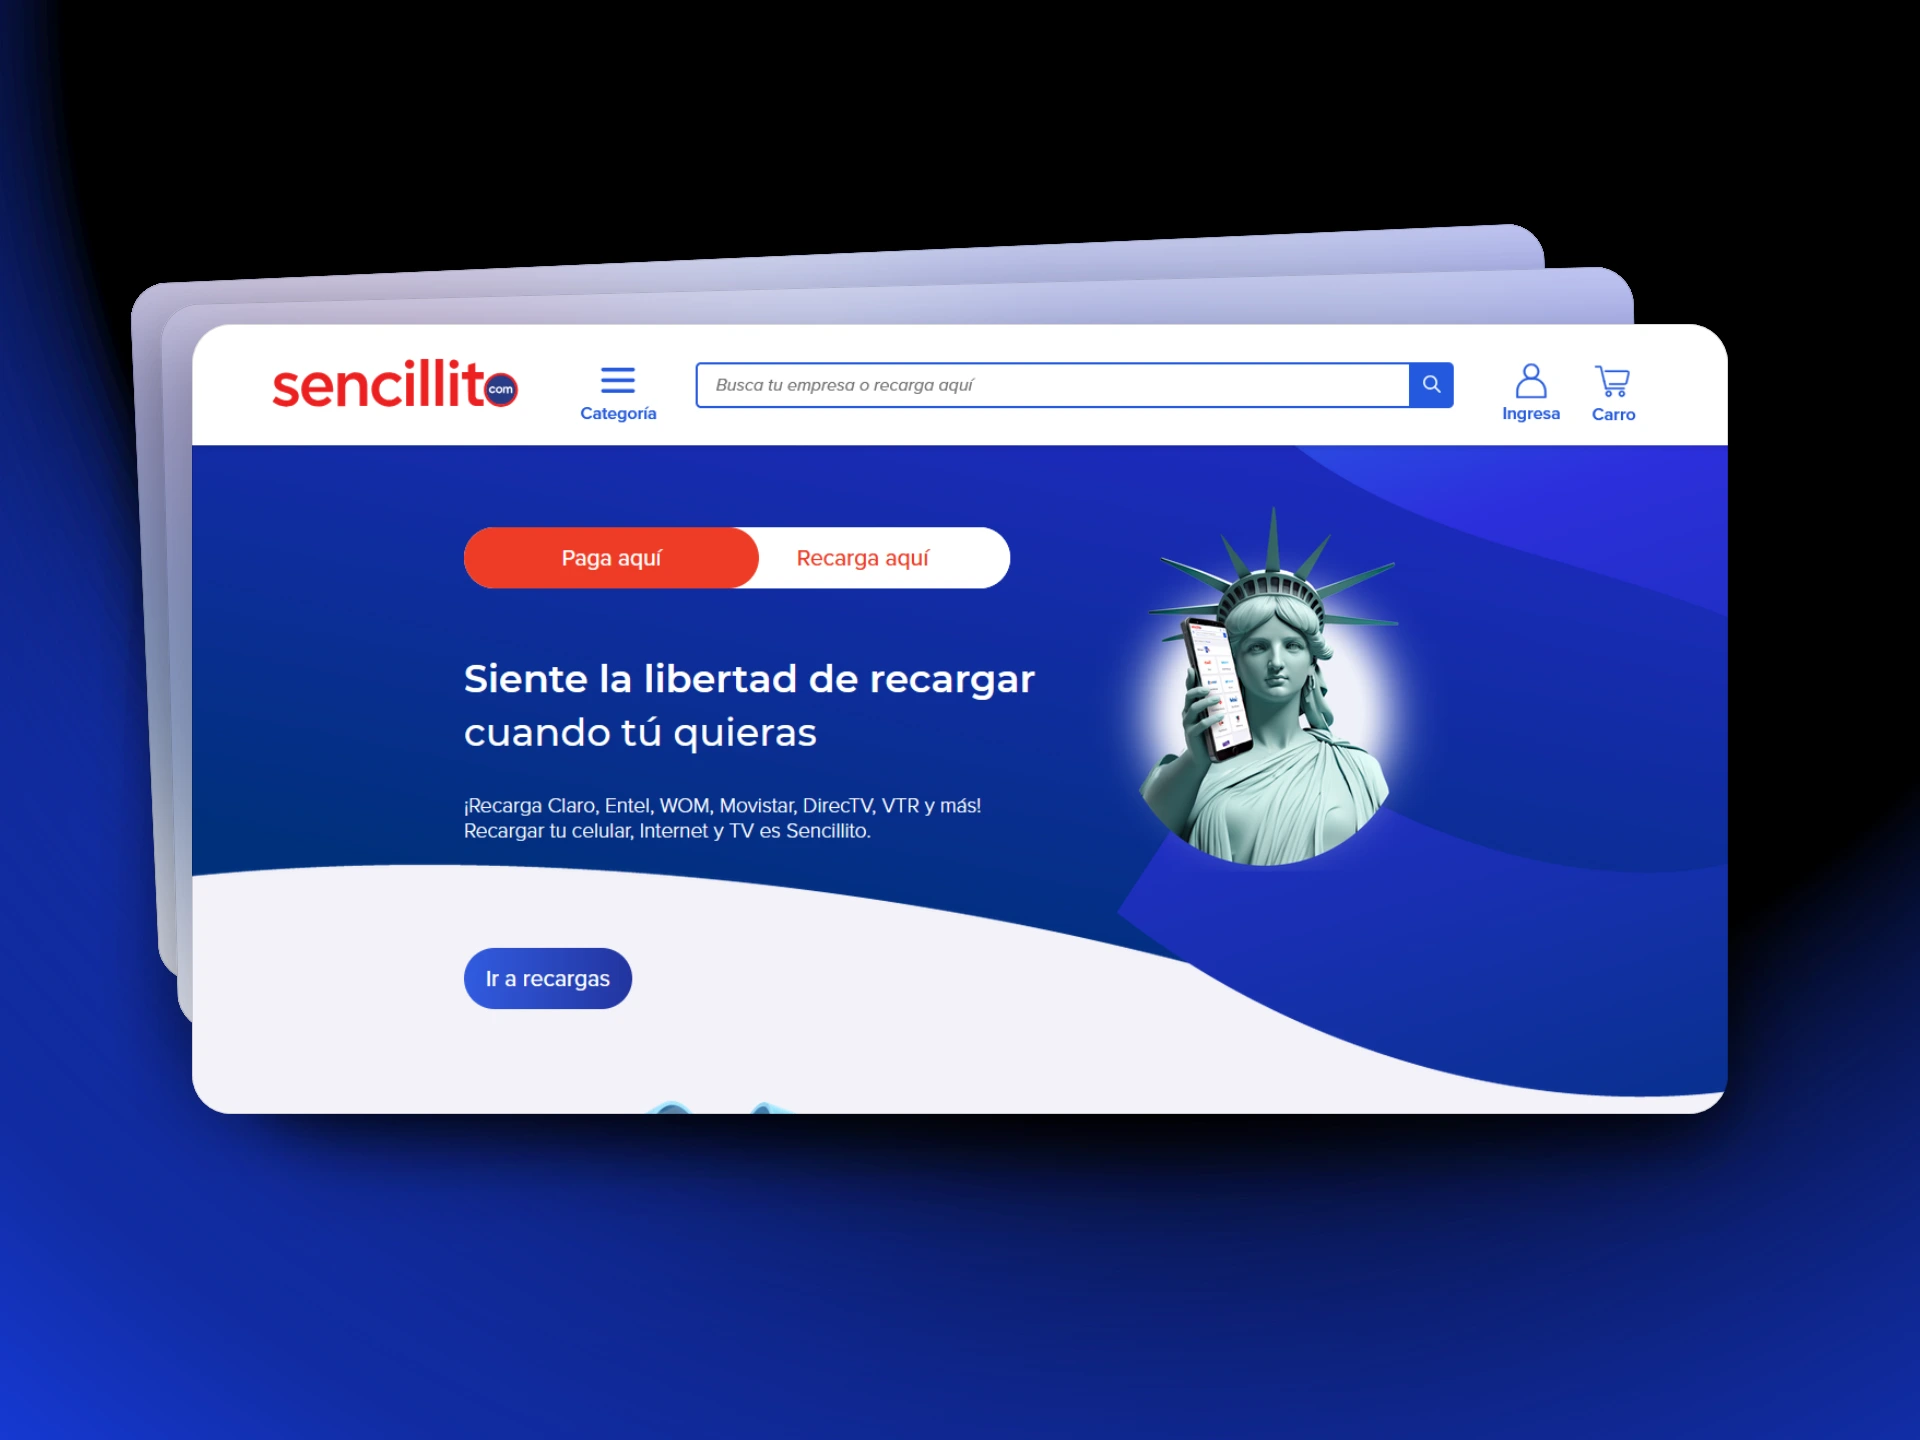 sencillito
com
Categoría
Busca tu empresa o recarga aquí
Ingresa
Carro
Paga aquí
Recarga aquí
Siente la libertad de recargar
cuando tú quieras
¡Recarga Claro, Entel, WOM, Movistar, DirecTV, VTR y más!
Recargar tu celular, Internet y TV es Sencillito.
Ir a recargas